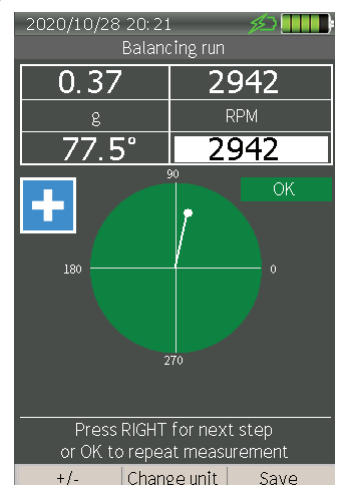 2020/10/28 20:21
Balancing run
0.37 2942
g RPM
77.5° 2942
90
OK
180 0
270
Press RIGHT for next step
or OK to repeat measurement
+/- Change unit Save